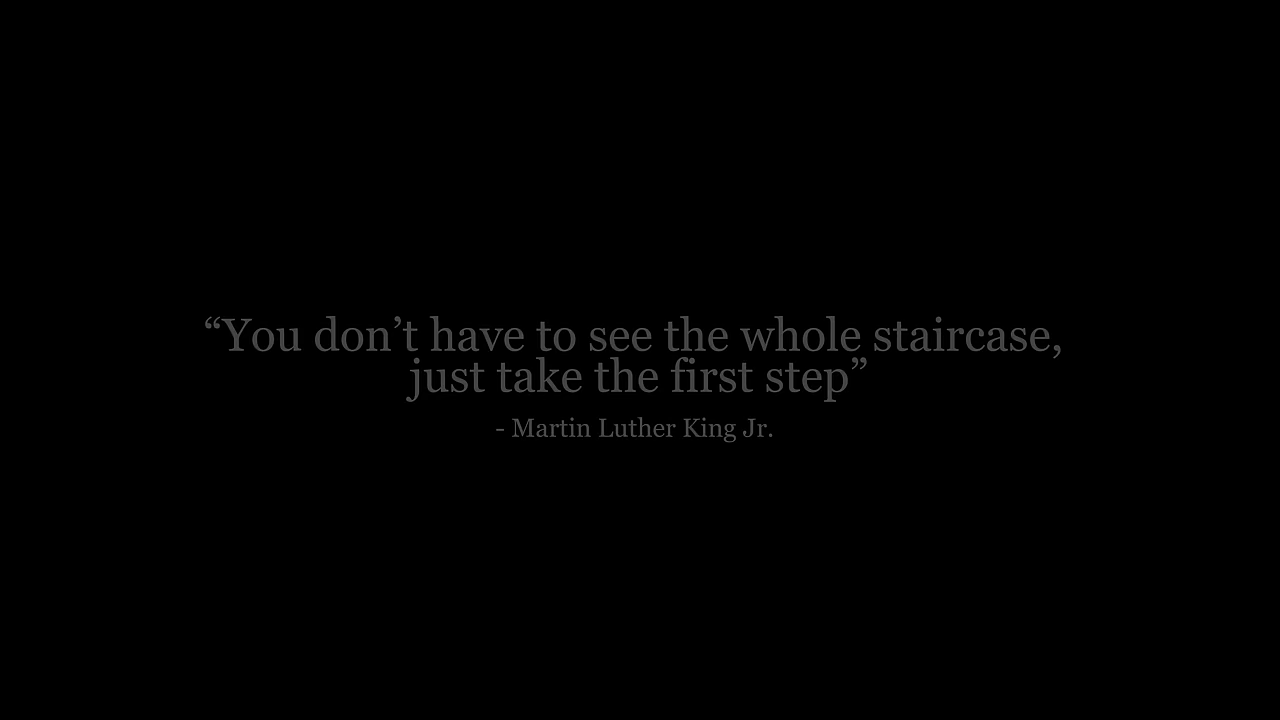 “You don’t have to see the whole staircase,
just take the first step”
- Martin Luther King Jr.